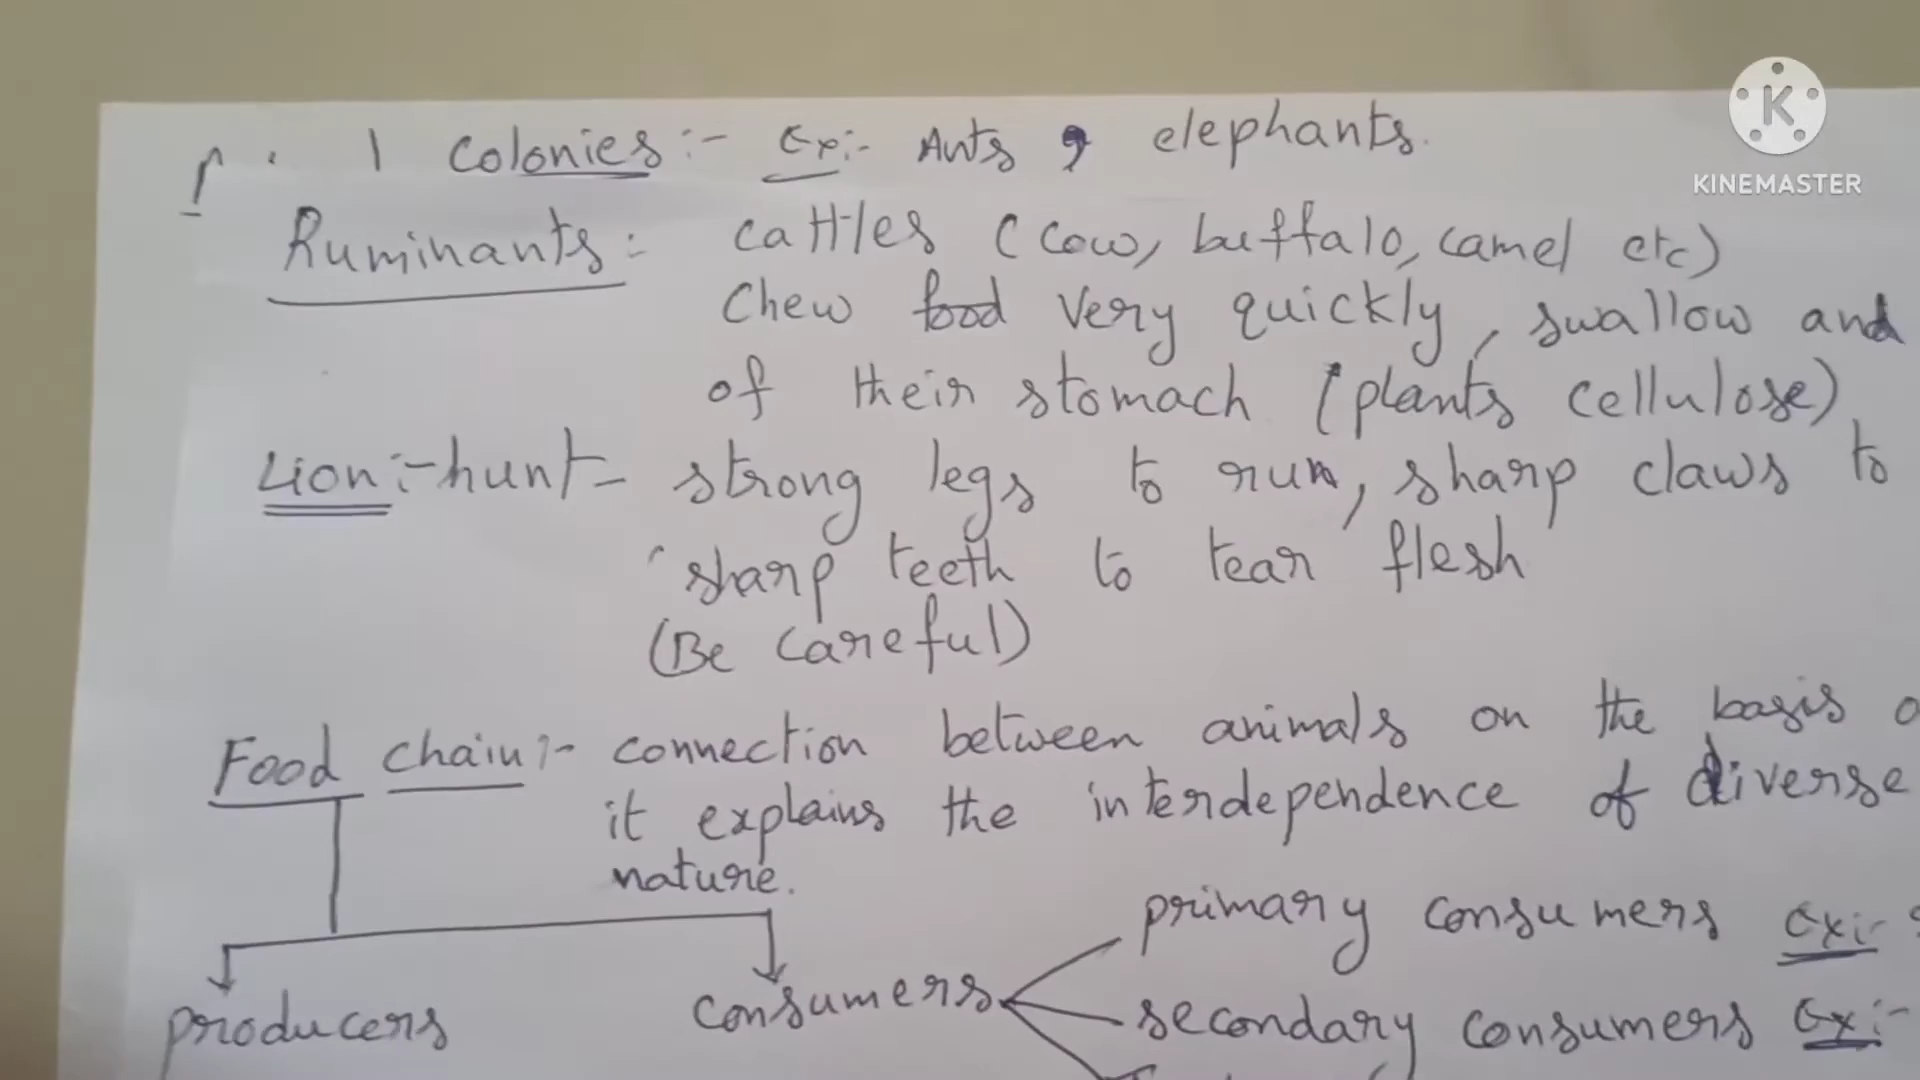 1 Colonies:- Ex:- Ants, elephants.
Ruminants:- cattles (cow, buffalo, camel etc)
Chew food very quickly, swallow and
of their stomach (plants cellulose)
Lion:- hunt - strong legs to run, sharp claws to
sharp teeth to tear flesh
(Be careful)
Food chain:- connection between animals on the basis
it explains the interdependence of diverse
nature.
primary consumers Ex:-
producers consumers
secondary consumers Ex:-
KINEMASTER